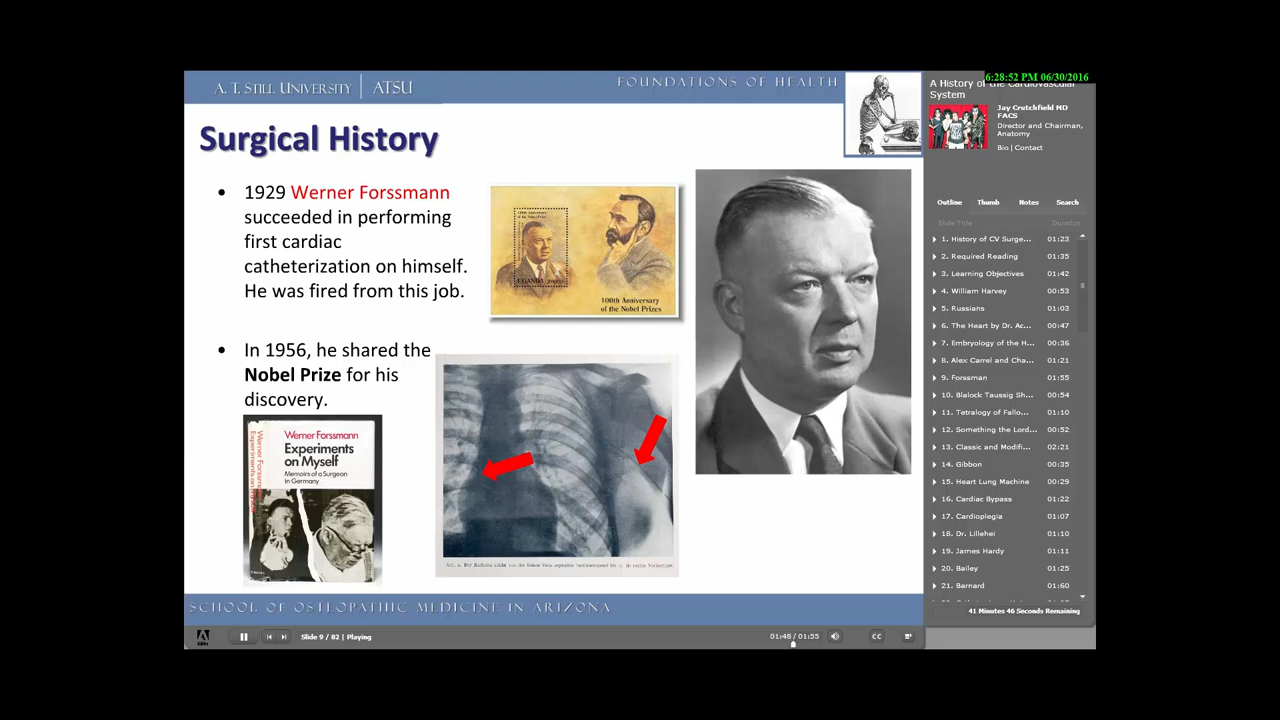 A. T. STILL UNIVERSITY | ATSU
FOUNDATIONS OF HEALTH
Surgical History
• 1929 Werner Forssmann
succeeded in performing
first cardiac
catheterization on himself.
He was fired from this job.
• In 1956, he shared the
Nobel Prize for his
discovery.
100th Anniversary
of the Nobel Prizes
Werner Forssmann
Experiments
on Myself
Memoirs of a Surgeon
in Germany
SCHOOL OF OSTEOPATHIC MEDICINE IN ARIZONA
Slide 9 / 82 | Playing
01:48 / 01:55
CC
6:28:52 PM 06/30/2016
A History of the Cardiovascular
System
Jay Crutchfield MD
FACS
Director and Chairman,
Anatomy
Bio | Contact
Outline Thumb Notes Search
Slide Title Duration
1. History of CV Surge... 01:23
2. Required Reading 01:35
3. Learning Objectives 01:42
4. William Harvey 00:53
5. Russians 01:03
6. The Heart by Dr. Ac... 00:47
7. Embryology of the H... 00:36
8. Alex Carrel and Cha... 01:21
9. Forssman 01:55
10. Blalock Taussig Sh... 00:54
11. Tetralogy of Fallo... 01:10
12. Something the Lord... 00:52
13. Classic and Modifi... 02:21
14. Gibbon 00:35
15. Heart Lung Machine 00:29
16. Cardiac Bypass 01:22
17. Cardioplegia 01:07
18. Dr. Lillehei 01:10
19. James Hardy 01:11
20. Bailey 01:25
21. Barnard 01:60
41 Minutes 46 Seconds Remaining